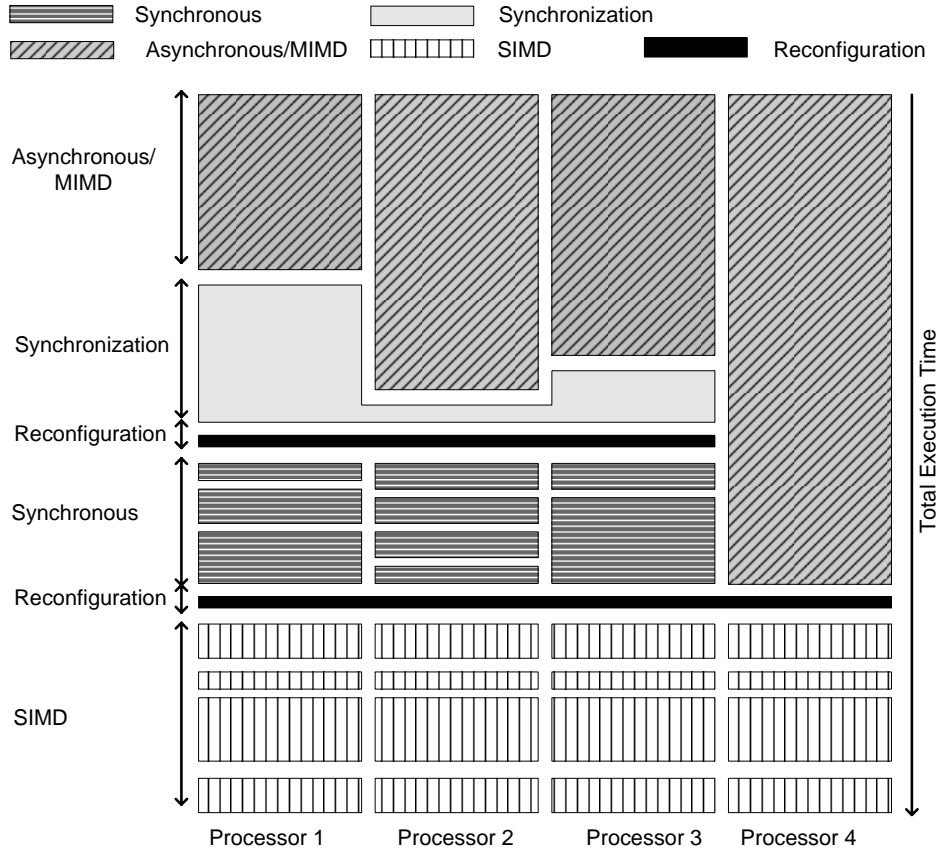 Synchronous
Synchronization
Asynchronous/MIMD
SIMD
Reconfiguration
Asynchronous/
MIMD
Synchronization
Reconfiguration
Synchronous
Reconfiguration
SIMD
Total Execution Time
Processor 1
Processor 2
Processor 3
Processor 4